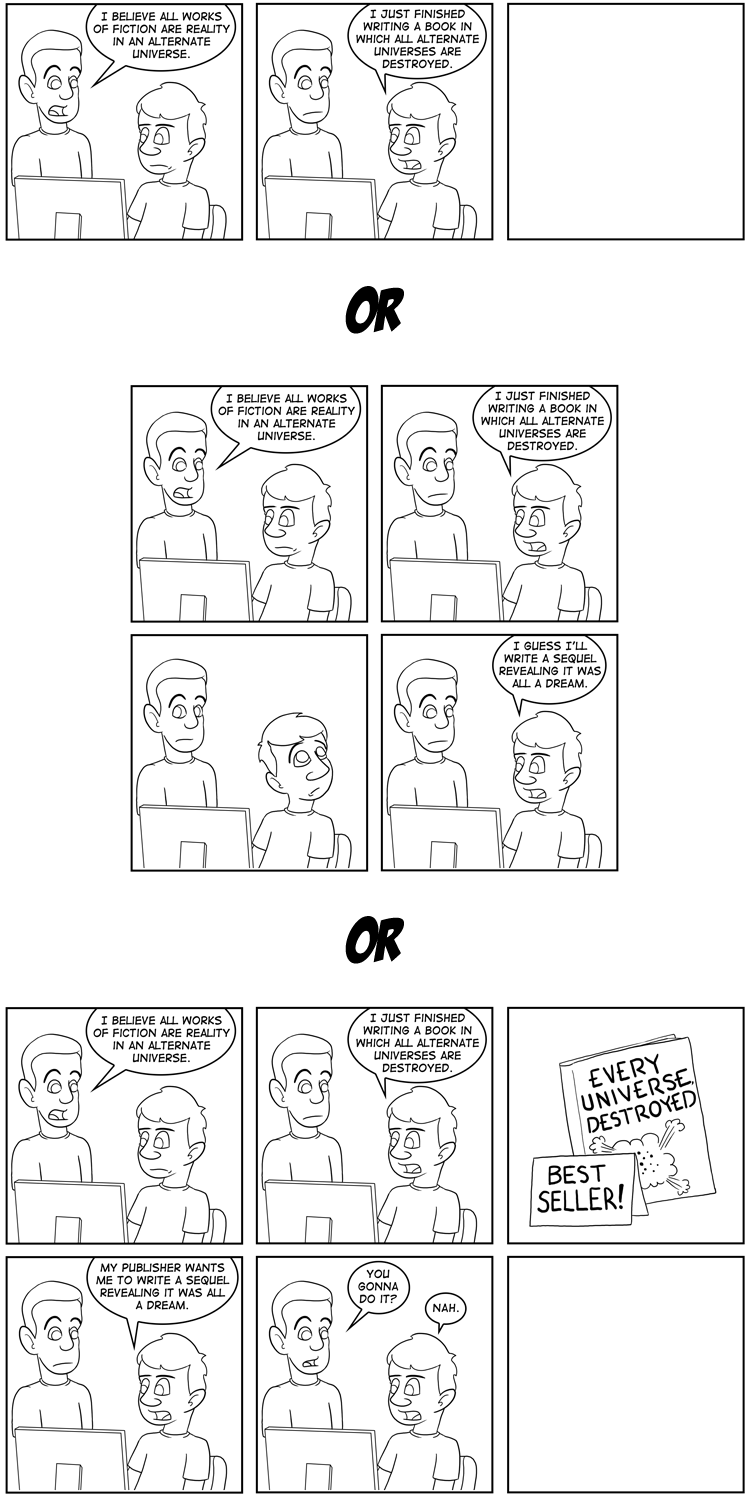 I BELIEVE ALL WORKS
OF FICTION ARE REALITY
IN AN ALTERNATE
UNIVERSE.
I JUST FINISHED
WRITING A BOOK IN
WHICH ALL ALTERNATE
UNIVERSES ARE
DESTROYED.
OR
I BELIEVE ALL WORKS
OF FICTION ARE REALITY
IN AN ALTERNATE
UNIVERSE.
I JUST FINISHED
WRITING A BOOK IN
WHICH ALL ALTERNATE
UNIVERSES ARE
DESTROYED.
I GUESS I'LL
WRITE A SEQUEL
REVEALING IT WAS
ALL A DREAM.
OR
I BELIEVE ALL WORKS
OF FICTION ARE REALITY
IN AN ALTERNATE
UNIVERSE.
I JUST FINISHED
WRITING A BOOK IN
WHICH ALL ALTERNATE
UNIVERSES ARE
DESTROYED.
EVERY
UNIVERSE,
DESTROYED
BEST
SELLER!
MY PUBLISHER WANTS
ME TO WRITE A SEQUEL
REVEALING IT WAS ALL
A DREAM.
YOU
GONNA
DO IT?
NAH.